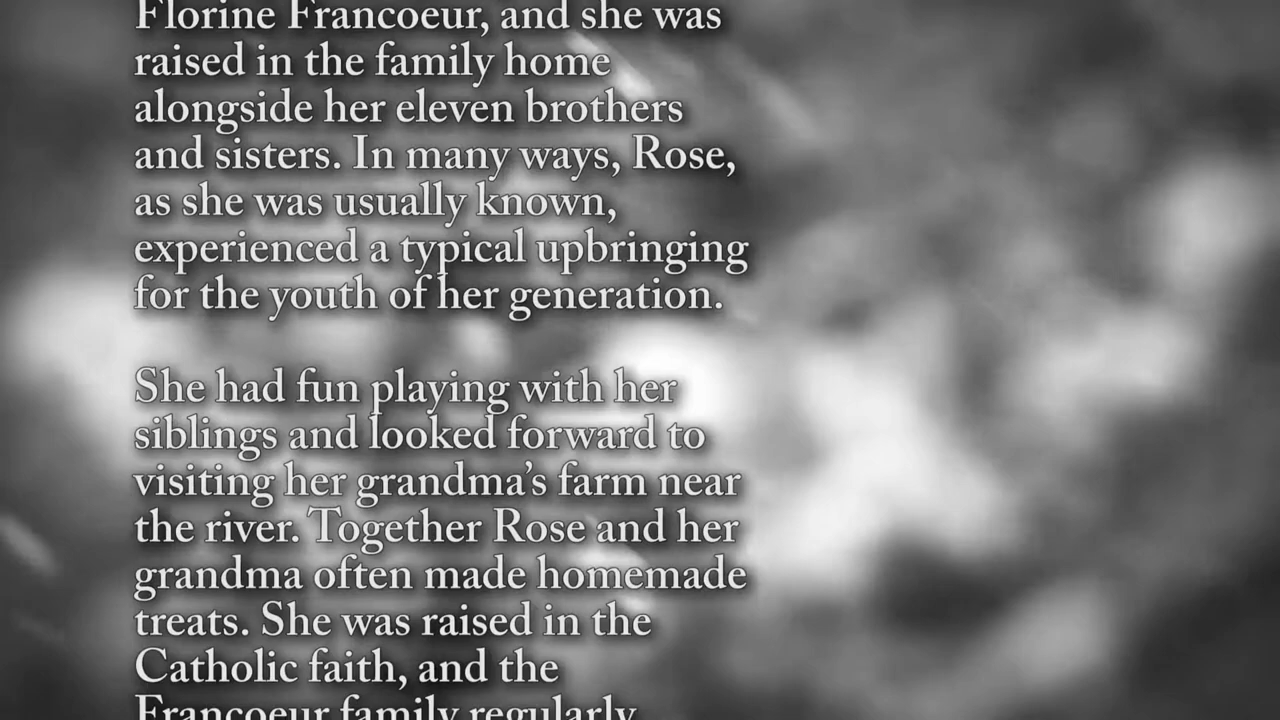 Florine Francoeur, and she was
raised in the family home
alongside her eleven brothers
and sisters. In many ways, Rose,
as she was usually known,
experienced a typical upbringing
for the youth of her generation.
She had fun playing with her
siblings and looked forward to
visiting her grandma’s farm near
the river. Together Rose and her
grandma often made homemade
treats. She was raised in the
Catholic faith, and the
Francoeur family regularly